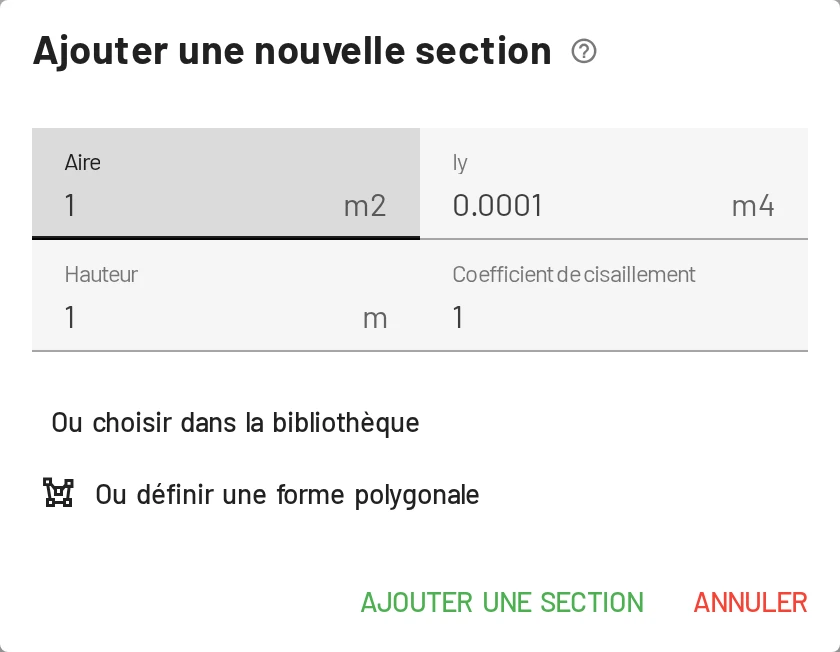 Ajouter une nouvelle section ?
Aire
1 m2
Iy
0.0001 m4
Hauteur
1 m
Coefficient de cisaillement
1
Ou choisir dans la bibliothèque
Ou définir une forme polygonale
AJOUTER UNE SECTION ANNULER